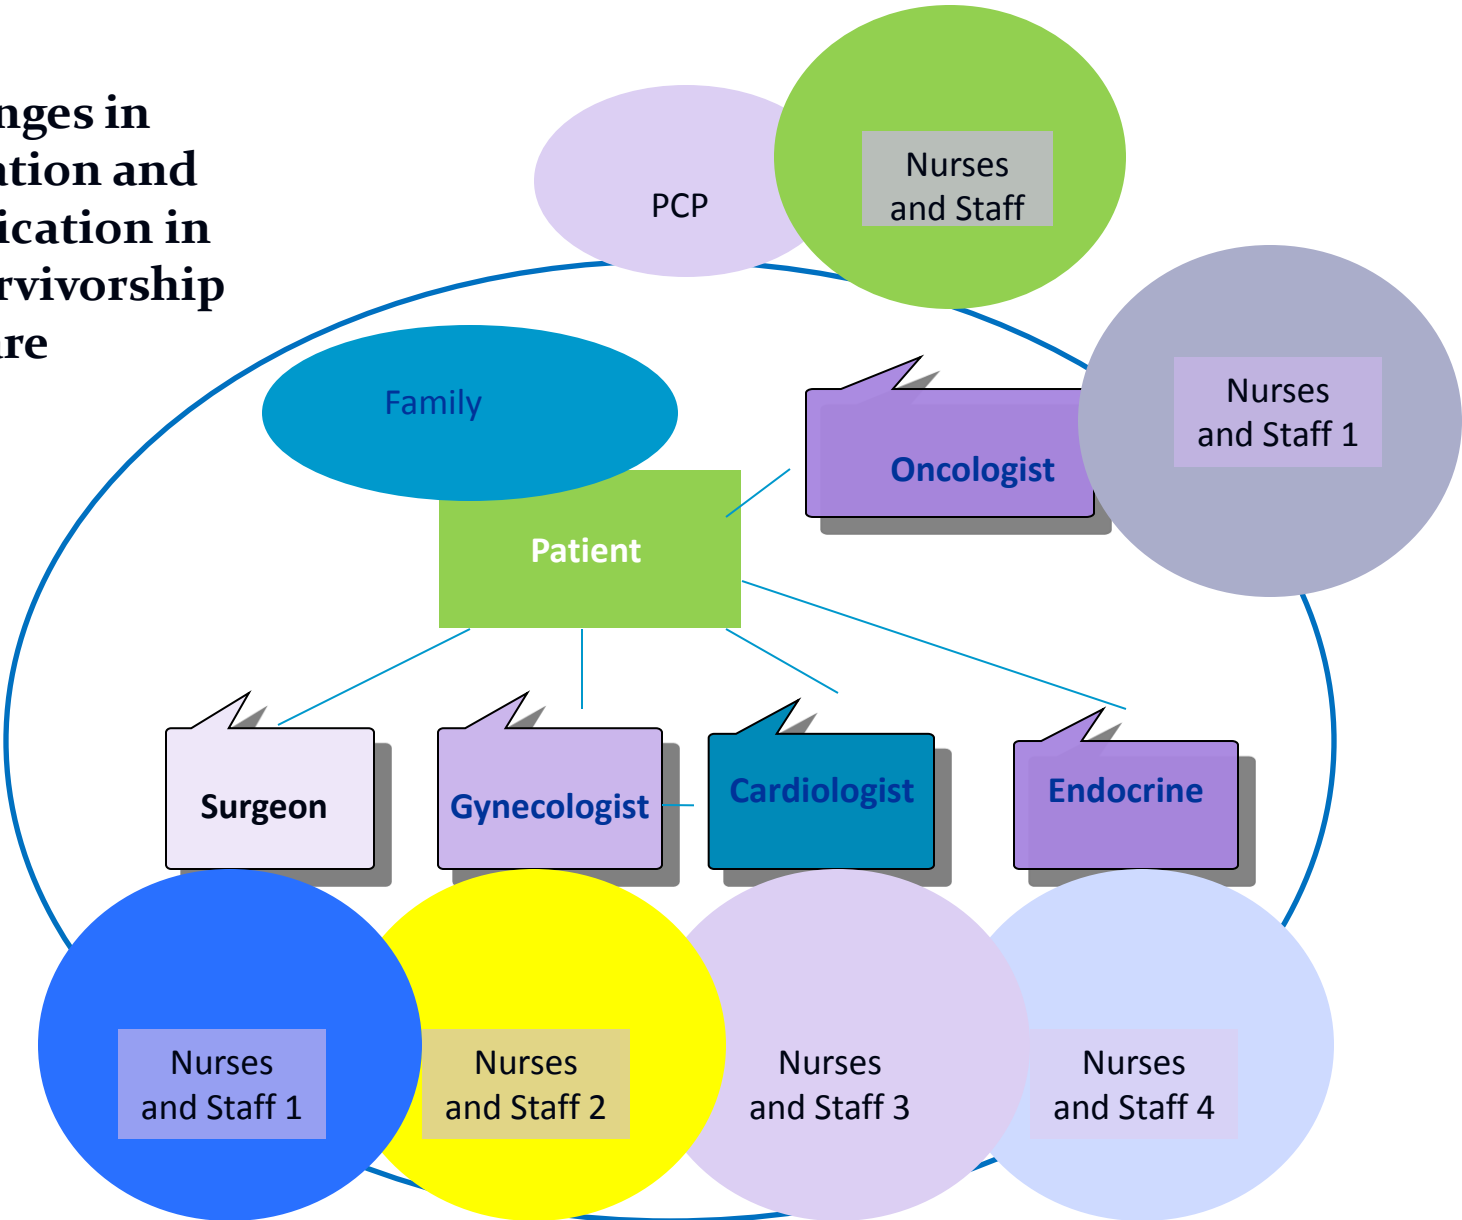 nges in
ation and
ication in
rvivorship
are
PCP
Nurses
and Staff
Family
Nurses
and Staff 1
Oncologist
Patient
Surgeon
Gynecologist
Cardiologist
Endocrine
Nurses
and Staff 1
Nurses
and Staff 2
Nurses
and Staff 3
Nurses
and Staff 4